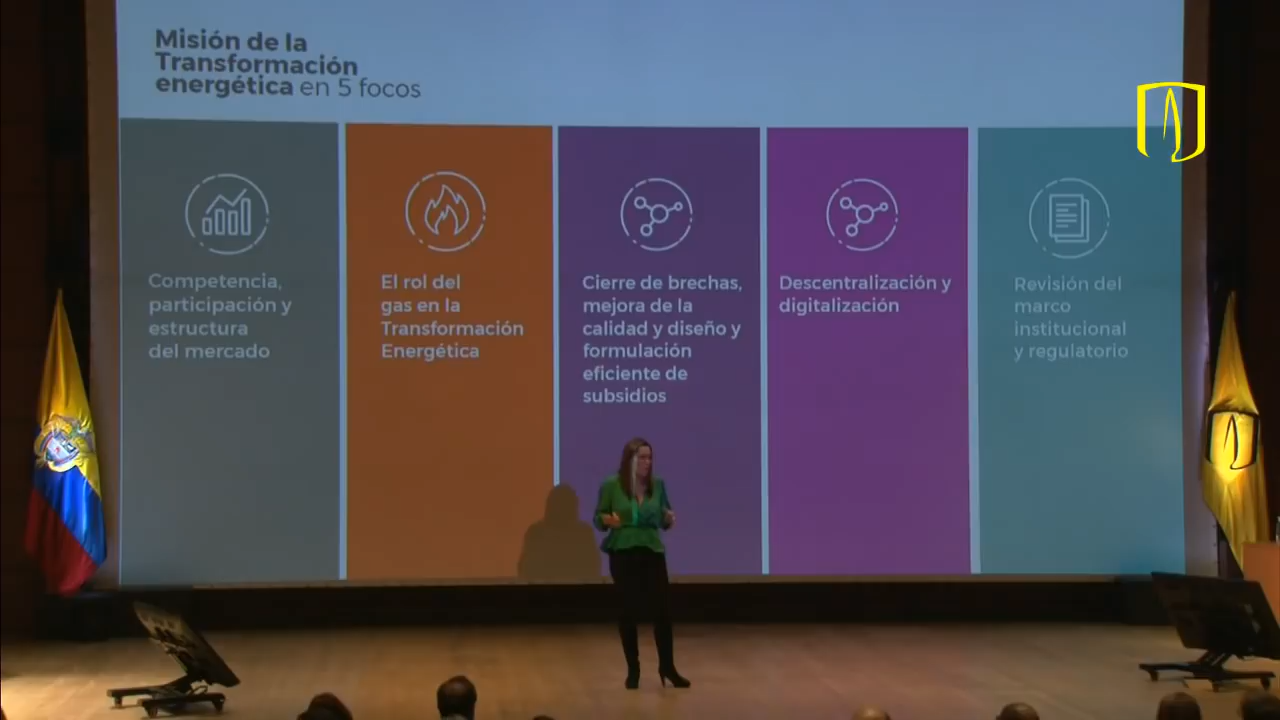 Misión de la
Transformación
energética en 5 focos
Competencia,
participación y
estructura
del mercado
El rol del
gas en la
Transformación
Energética
Cierre de brechas,
mejora de la
calidad y diseño y
formulación
eficiente de
subsidios
Descentralización y
digitalización
Revisión del
marco
institucional
y regulatorio